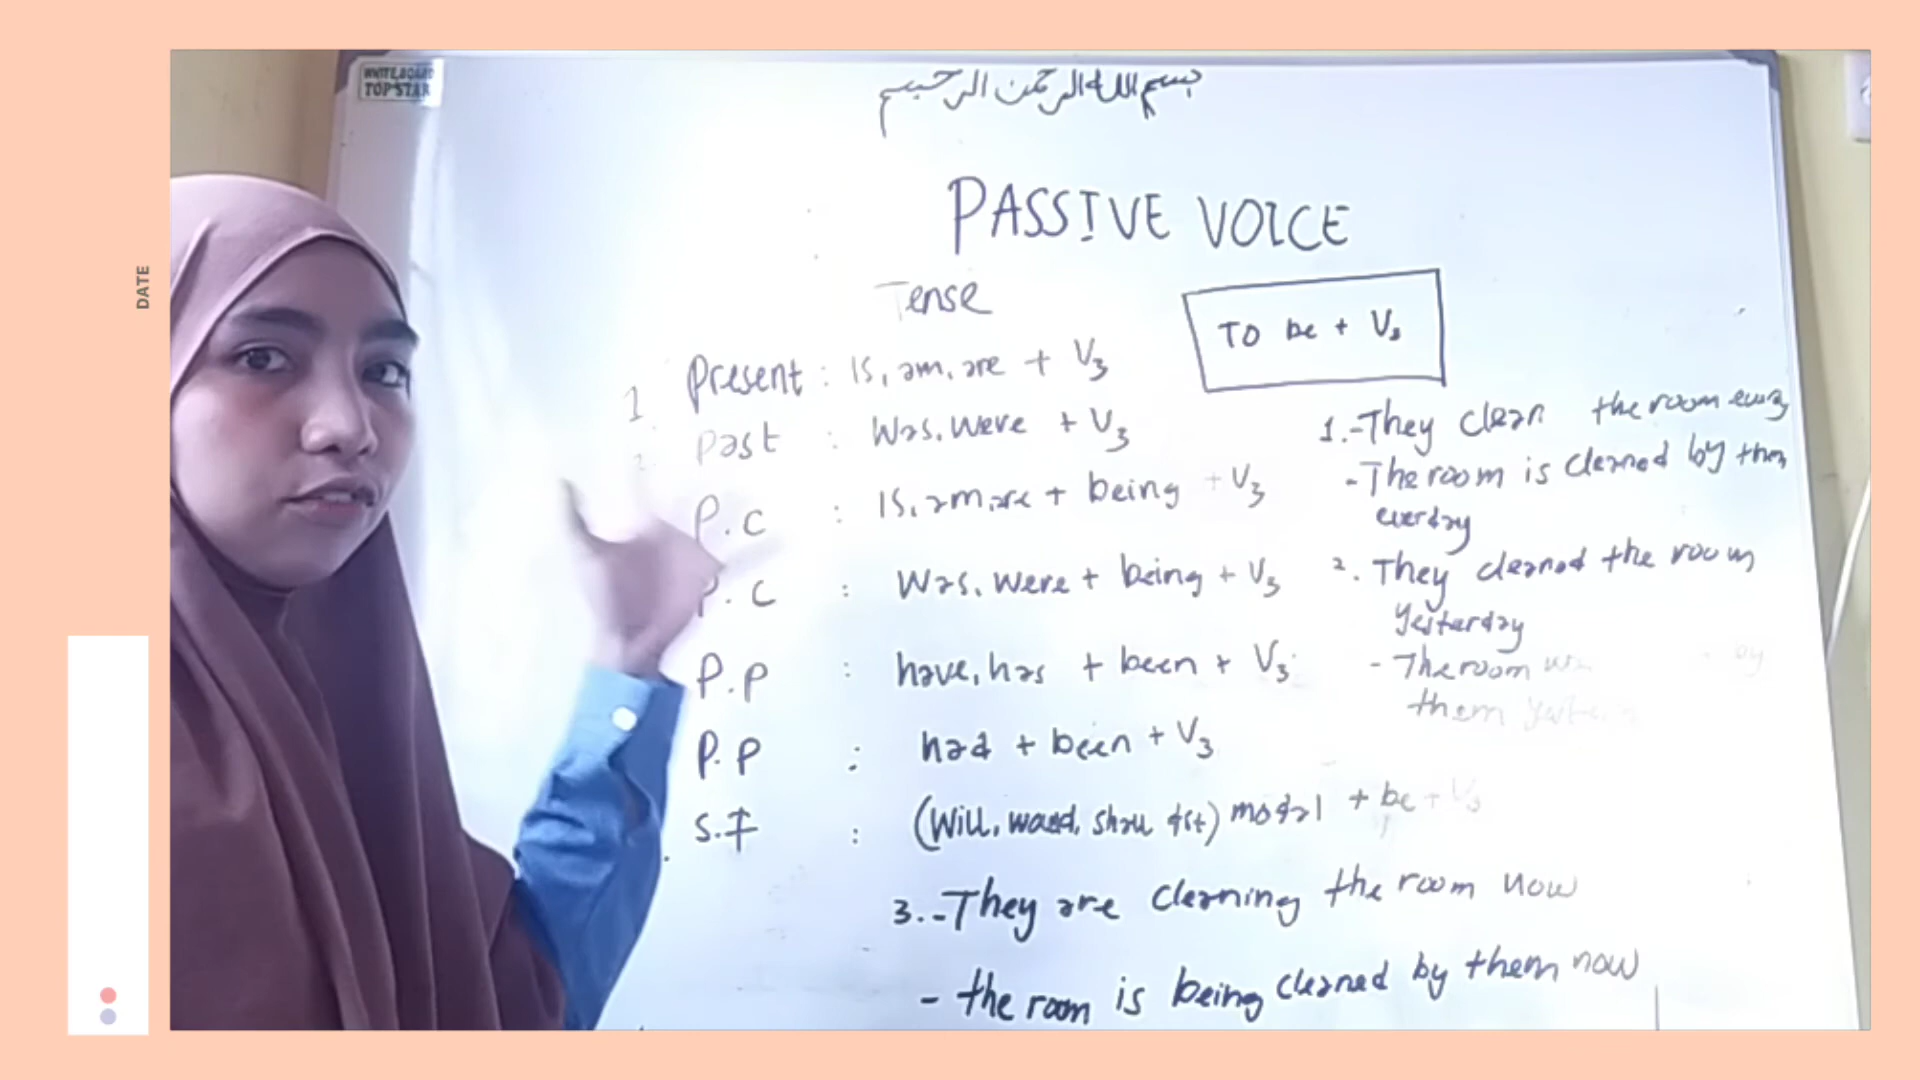 DATE
WHITE BOARD
TOP STAR
بسم الله الرحمن الرحيم
PASSIVE VOICE
Tense
TO be + V3
1. Present : Is, am, are + V3
Past : Was, were + V3
P.C : Is, am, are + being + V3
P.C : Was, were + being + V3
P.P : have, has + been + V3
P.P : had + been + V3
S.F : (Will, would, shall dst) modal + be + V3
1. - They clean the room every
- The room is cleaned by them
everday
2. They cleaned the room
yesterday
- The room by
them
3. - They are cleaning the room now
- the room is being cleaned by them now